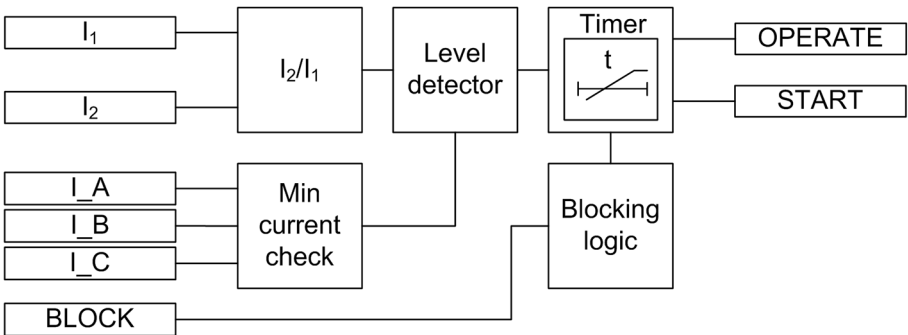 I₁
I₂
I_A
I_B
I_C
BLOCK
I₂/I₁
Min
current
check
Level
detector
Timer
t
Blocking
logic
OPERATE
START